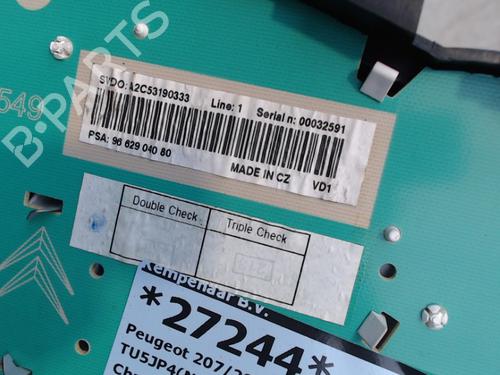 549
SVDO: A2C53190333 Line: 1 Serial n: 00032591
PSA: 96 629 040 80 MADE IN CZ VD1
Double Check Triple Check
Kempenaar B.V.
*27244*
Peugeot 207/20
B-PARTS